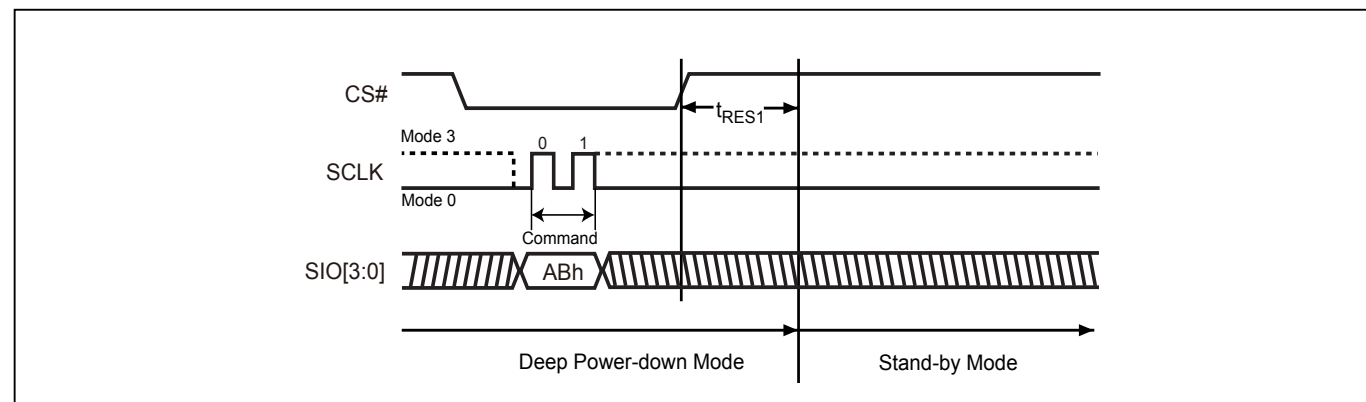 CS#
tRES1
Mode 3
0 1
SCLK
Mode 0
Command
SIO[3:0]
ABh
Deep Power-down Mode
Stand-by Mode